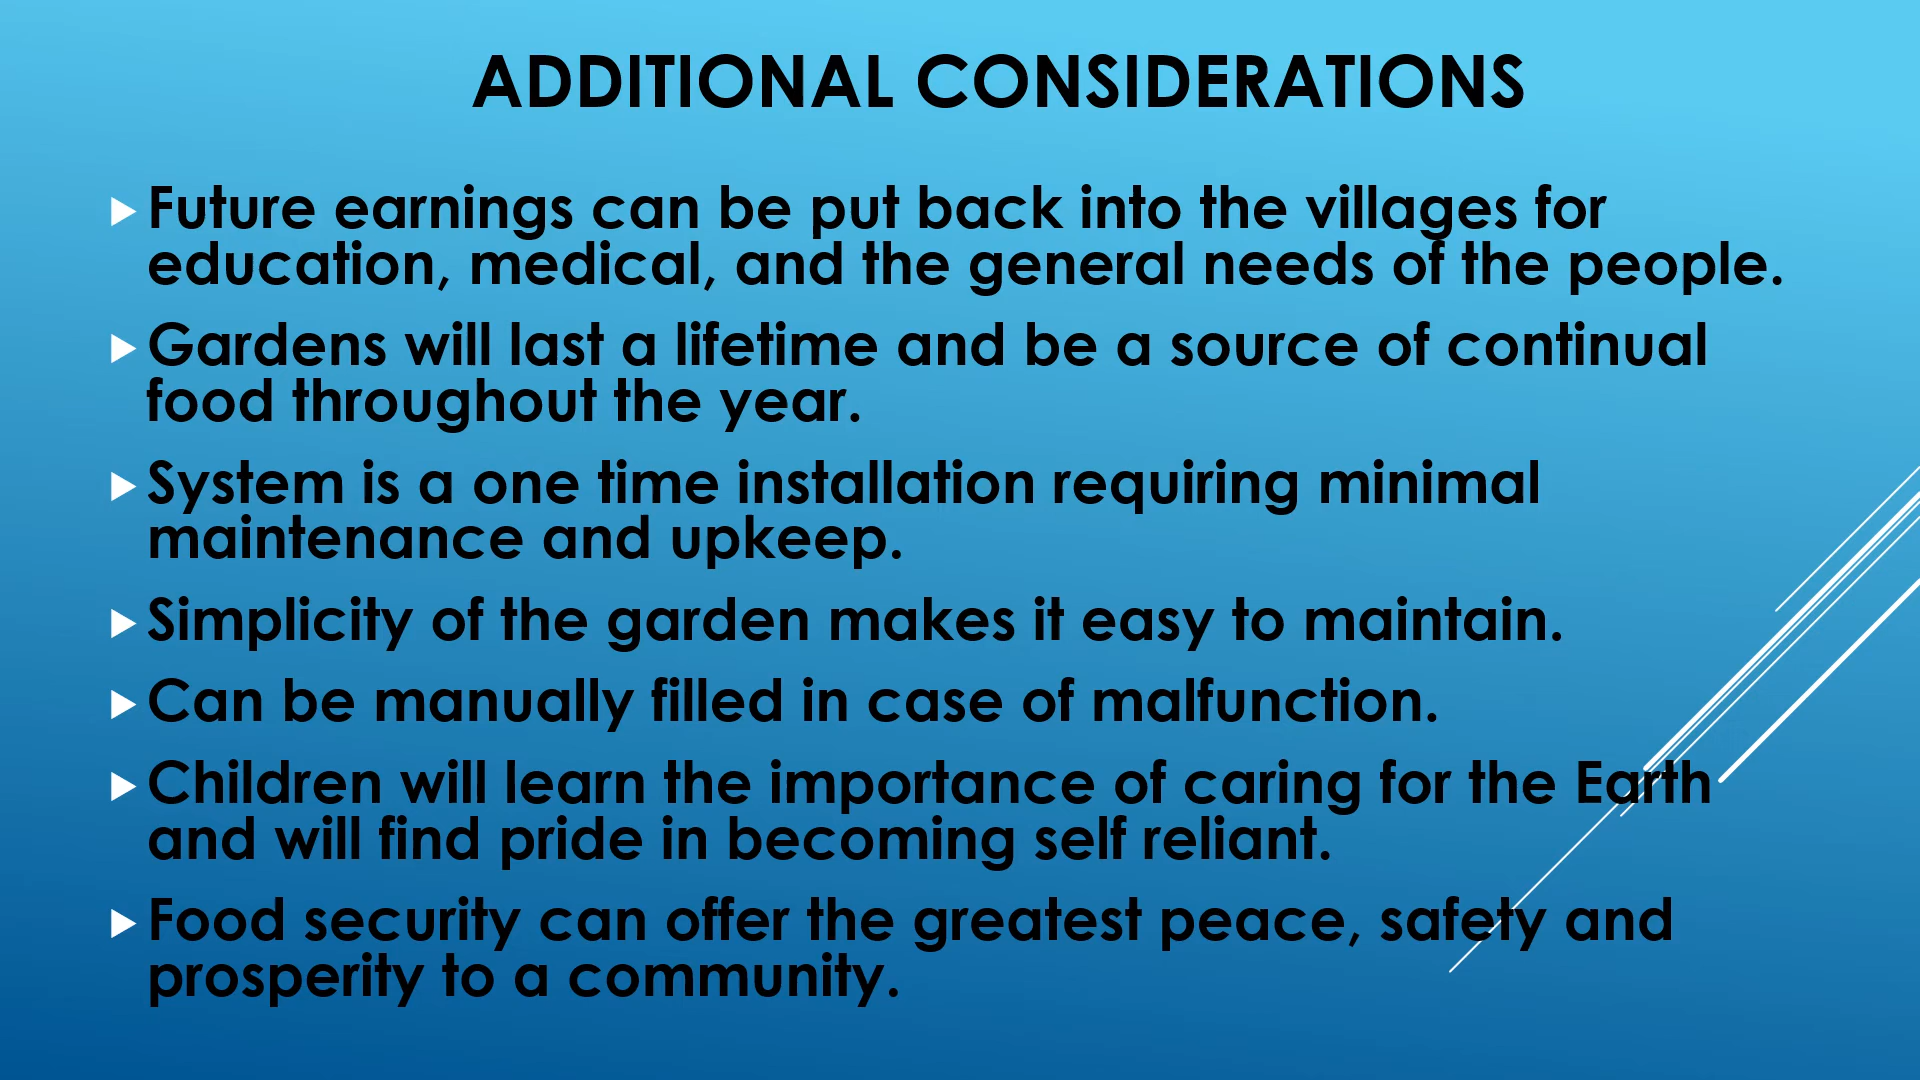 ADDITIONAL CONSIDERATIONS
Future earnings can be put back into the villages for
education, medical, and the general needs of the people.
Gardens will last a lifetime and be a source of continual
food throughout the year.
System is a one time installation requiring minimal
maintenance and upkeep.
Simplicity of the garden makes it easy to maintain.
Can be manually filled in case of malfunction.
Children will learn the importance of caring for the Earth
and will find pride in becoming self reliant.
Food security can offer the greatest peace, safety and
prosperity to a community.